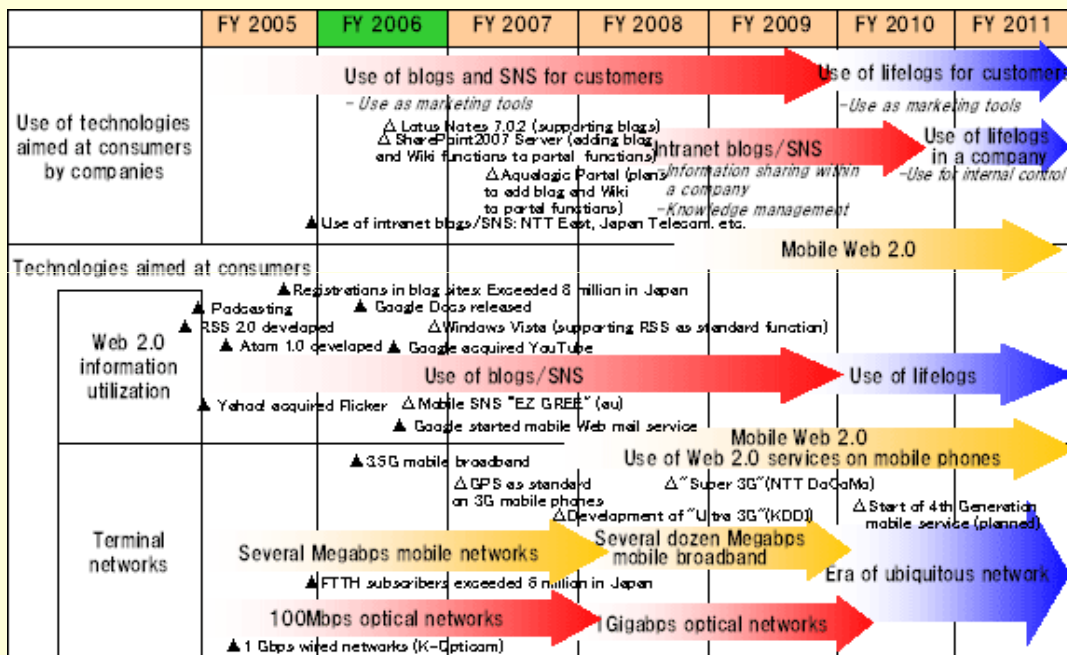 FY 2005 FY 2006 FY 2007 FY 2008 FY 2009 FY 2010 FY 2011
Use of technologies
aimed at consumers
by companies
Use of blogs and SNS for customers
Use of lifelogs for customers
- Use as marketing tools
-Use as marketing tools
△ Lotus Notes 7.0.2 (supporting blogs)
△ SharePoint2007 Server (adding blog
and Wiki functions to portal functions)
△ Aqualogic Portal (plans
to add blog and Wiki
to portal functions)
Intranet blogs/SNS
-Information sharing within
a company
-Knowledge management
Use of lifelogs
in a company
-Use for internal control
▲ Use of intranet blogs/SNS: NTT East, Japan Telecom, etc.
Mobile Web 2.0
Technologies aimed at consumers
Web 2.0
information
utilization
▲ Registrations in blog sites: Exceeded 8 million in Japan
▲ Podcasting
▲ Google Docs released
▲ RSS 2.0 developed
△ Windows Vista (supporting RSS as standard function)
▲ Atom 1.0 developed
▲ Google acquired YouTube
Use of blogs/SNS
Use of lifelogs
▲ Yahoo! acquired Flicker
△ Mobile SNS "EZ GREE" (au)
▲ Google started mobile Web mail service
Mobile Web 2.0
Use of Web 2.0 services on mobile phones
Terminal
networks
▲ 3.5G mobile broadband
△ GPS as standard
on 3G mobile phones
△ "Super 3G" (NTT DoCoMo)
△ Development of "Ultra 3G" (KDDI)
△ Start of 4th Generation
mobile service (planned)
Several Megabps mobile networks
Several dozen Megabps
mobile broadband
Era of ubiquitous network
▲ FTTH subscribers exceeded 6 million in Japan
100Mbps optical networks
1Gigabps optical networks
▲ 1 Gbps wired networks (K-Opticom)